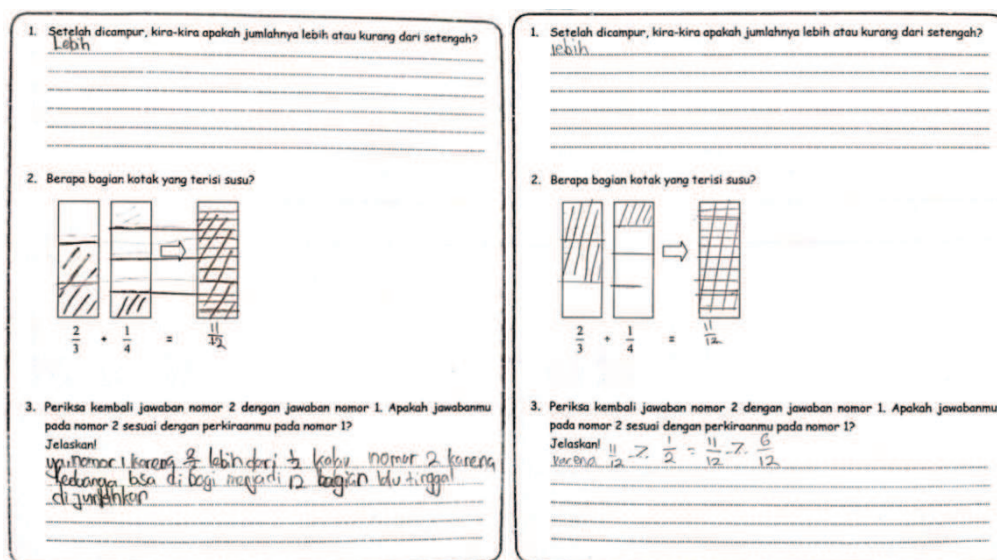 1. Setelah dicampur, kira-kira apakah jumlahnya lebih atau kurang dari setengah?
Lebih
2. Berapa bagian kotak yang terisi susu?
2/3 + 1/4 = 11/12
3. Periksa kembali jawaban nomor 2 dengan jawaban nomor 1. Apakah jawabanmu
pada nomor 2 sesuai dengan perkiraanmu pada nomor 1?
Jelaskan!
ya, nomor 1 karena 2/3 lebih dari 1/2 kalau nomor 2 karena
keduanya bisa di bagi menjadi 12 bagian lalu tinggal
di jumlahkan
1. Setelah dicampur, kira-kira apakah jumlahnya lebih atau kurang dari setengah?
lebih
2. Berapa bagian kotak yang terisi susu?
2/3 + 1/4 = 11/12
3. Periksa kembali jawaban nomor 2 dengan jawaban nomor 1. Apakah jawabanmu
pada nomor 2 sesuai dengan perkiraanmu pada nomor 1?
Jelaskan!
karena 11/12 > 1/2 = 11/12 > 6/12